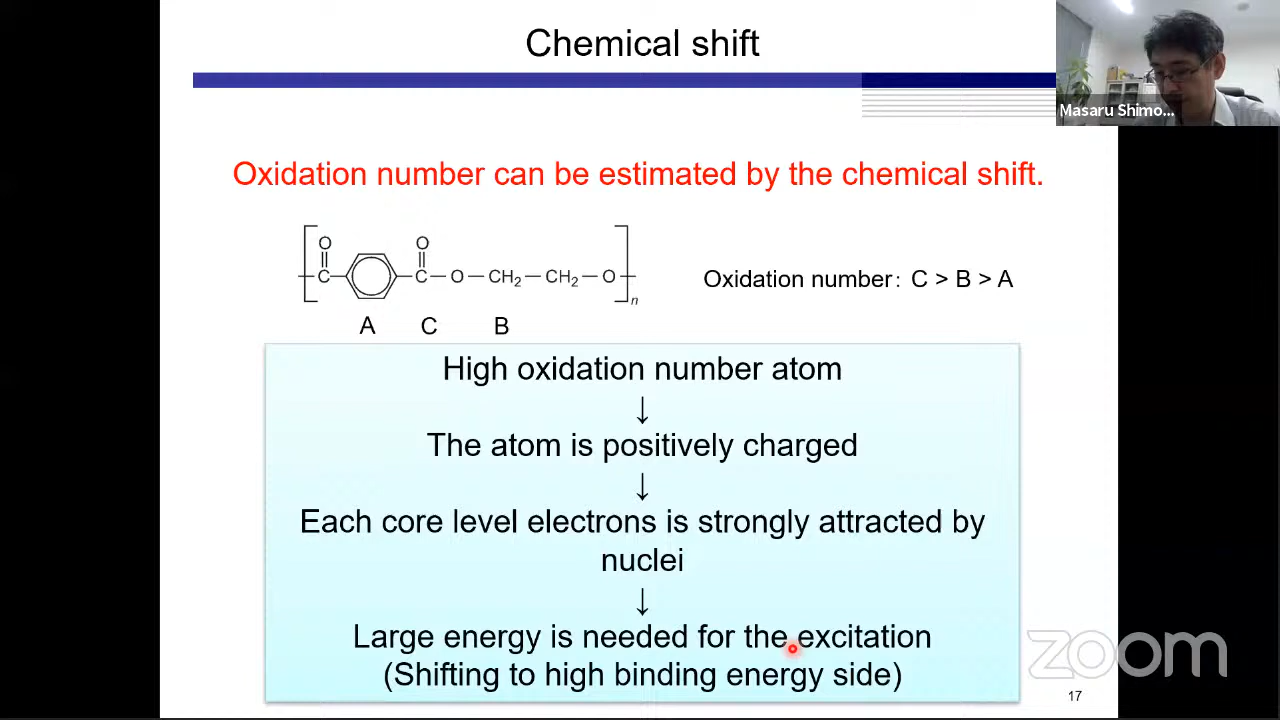 Chemical shift
Masaru Shimo...
Oxidation number can be estimated by the chemical shift.
O O
C C O CH2 CH2 O n
Oxidation number: C > B > A
A C B
High oxidation number atom
↓
The atom is positively charged
↓
Each core level electrons is strongly attracted by
nuclei
↓
Large energy is needed for the excitation
(Shifting to high binding energy side)
zoom
17